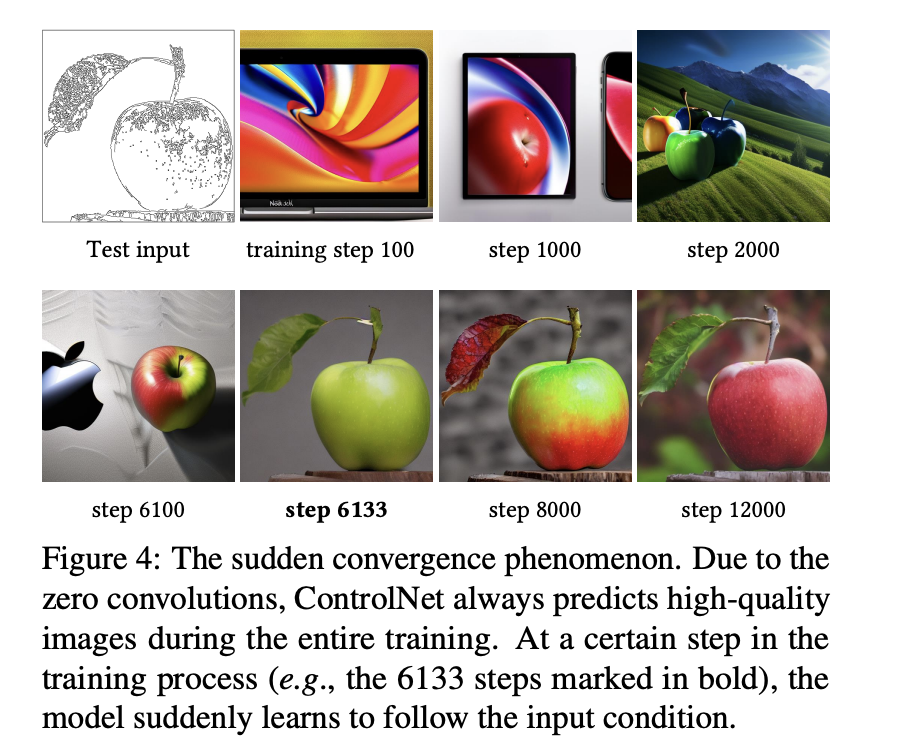 Test input
training step 100
step 1000
step 2000
step 6100
step 6133
step 8000
step 12000
Figure 4: The sudden convergence phenomenon. Due to the
zero convolutions, ControlNet always predicts high-quality
images during the entire training. At a certain step in the
training process (e.g., the 6133 steps marked in bold), the
model suddenly learns to follow the input condition.